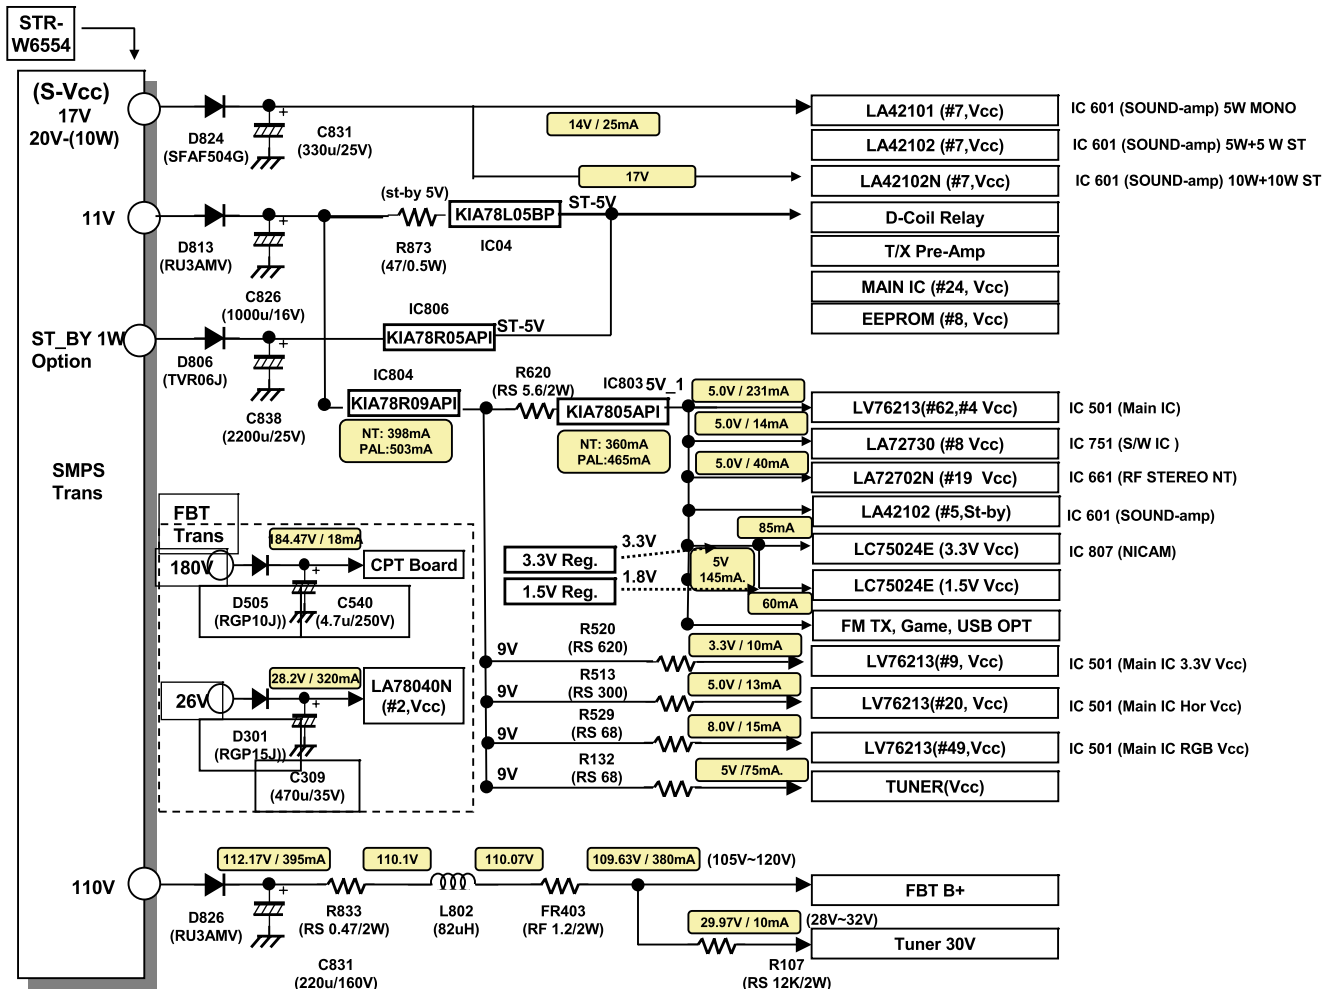 STR-
W6554
(S-Vcc)
17V
20V-(10W)
D824
(SFAF504G)
+
C831
(330u/25V)
14V / 25mA
17V
LA42101 (#7,Vcc)
IC 601 (SOUND-amp) 5W MONO
LA42102 (#7,Vcc)
IC 601 (SOUND-amp) 5W+5 W ST
LA42102N (#7,Vcc)
IC 601 (SOUND-amp) 10W+10W ST
11V
D813
(RU3AMV)
+
C826
(1000u/16V)
(st-by 5V)
R873
(47/0.5W)
KIA78L05BP
IC04
ST-5V
D-Coil Relay
T/X Pre-Amp
MAIN IC (#24, Vcc)
EEPROM (#8, Vcc)
ST_BY 1W
Option
D806
(TVR06J)
+
C838
(2200u/25V)
IC806
KIA78R05API
ST-5V
IC804
KIA78R09API
NT: 398mA
PAL:503mA
R620
(RS 5.6/2W)
IC803
5V_1
KIA7805API
NT: 360mA
PAL:465mA
5.0V / 231mA
LV76213(#62,#4 Vcc)
IC 501 (Main IC)
5.0V / 14mA
LA72730 (#8 Vcc)
IC 751 (S/W IC )
5.0V / 40mA
LA72702N (#19  Vcc)
IC 661 (RF STEREO NT)
LA42102 (#5,St-by)
IC 601 (SOUND-amp)
85mA
3.3V
3.3V Reg.
5V
145mA.
LC75024E (3.3V Vcc)
IC 807 (NICAM)
1.8V
1.5V Reg.
LC75024E (1.5V Vcc)
60mA
FM TX, Game, USB OPT
SMPS
Trans
FBT
Trans
180V
184.47V / 18mA
+
CPT Board
D505
(RGP10J))
C540
(4.7u/250V)
26V
28.2V / 320mA
+
LA78040N
(#2,Vcc)
D301
(RGP15J))
C309
(470u/35V)
9V
R520
(RS 620)
3.3V / 10mA
LV76213(#9, Vcc)
IC 501 (Main IC 3.3V Vcc)
9V
R513
(RS 300)
5.0V / 13mA
LV76213(#20, Vcc)
IC 501 (Main IC Hor Vcc)
9V
R529
(RS 68)
8.0V / 15mA
LV76213(#49,Vcc)
IC 501 (Main IC RGB Vcc)
9V
R132
(RS 68)
5V /75mA.
TUNER(Vcc)
110V
D826
(RU3AMV)
112.17V / 395mA
+
C831
(220u/160V)
R833
(RS 0.47/2W)
110.1V
L802
(82uH)
110.07V
FR403
(RF 1.2/2W)
109.63V / 380mA
(105V~120V)
FBT B+
29.97V / 10mA
(28V~32V)
R107
(RS 12K/2W)
Tuner 30V